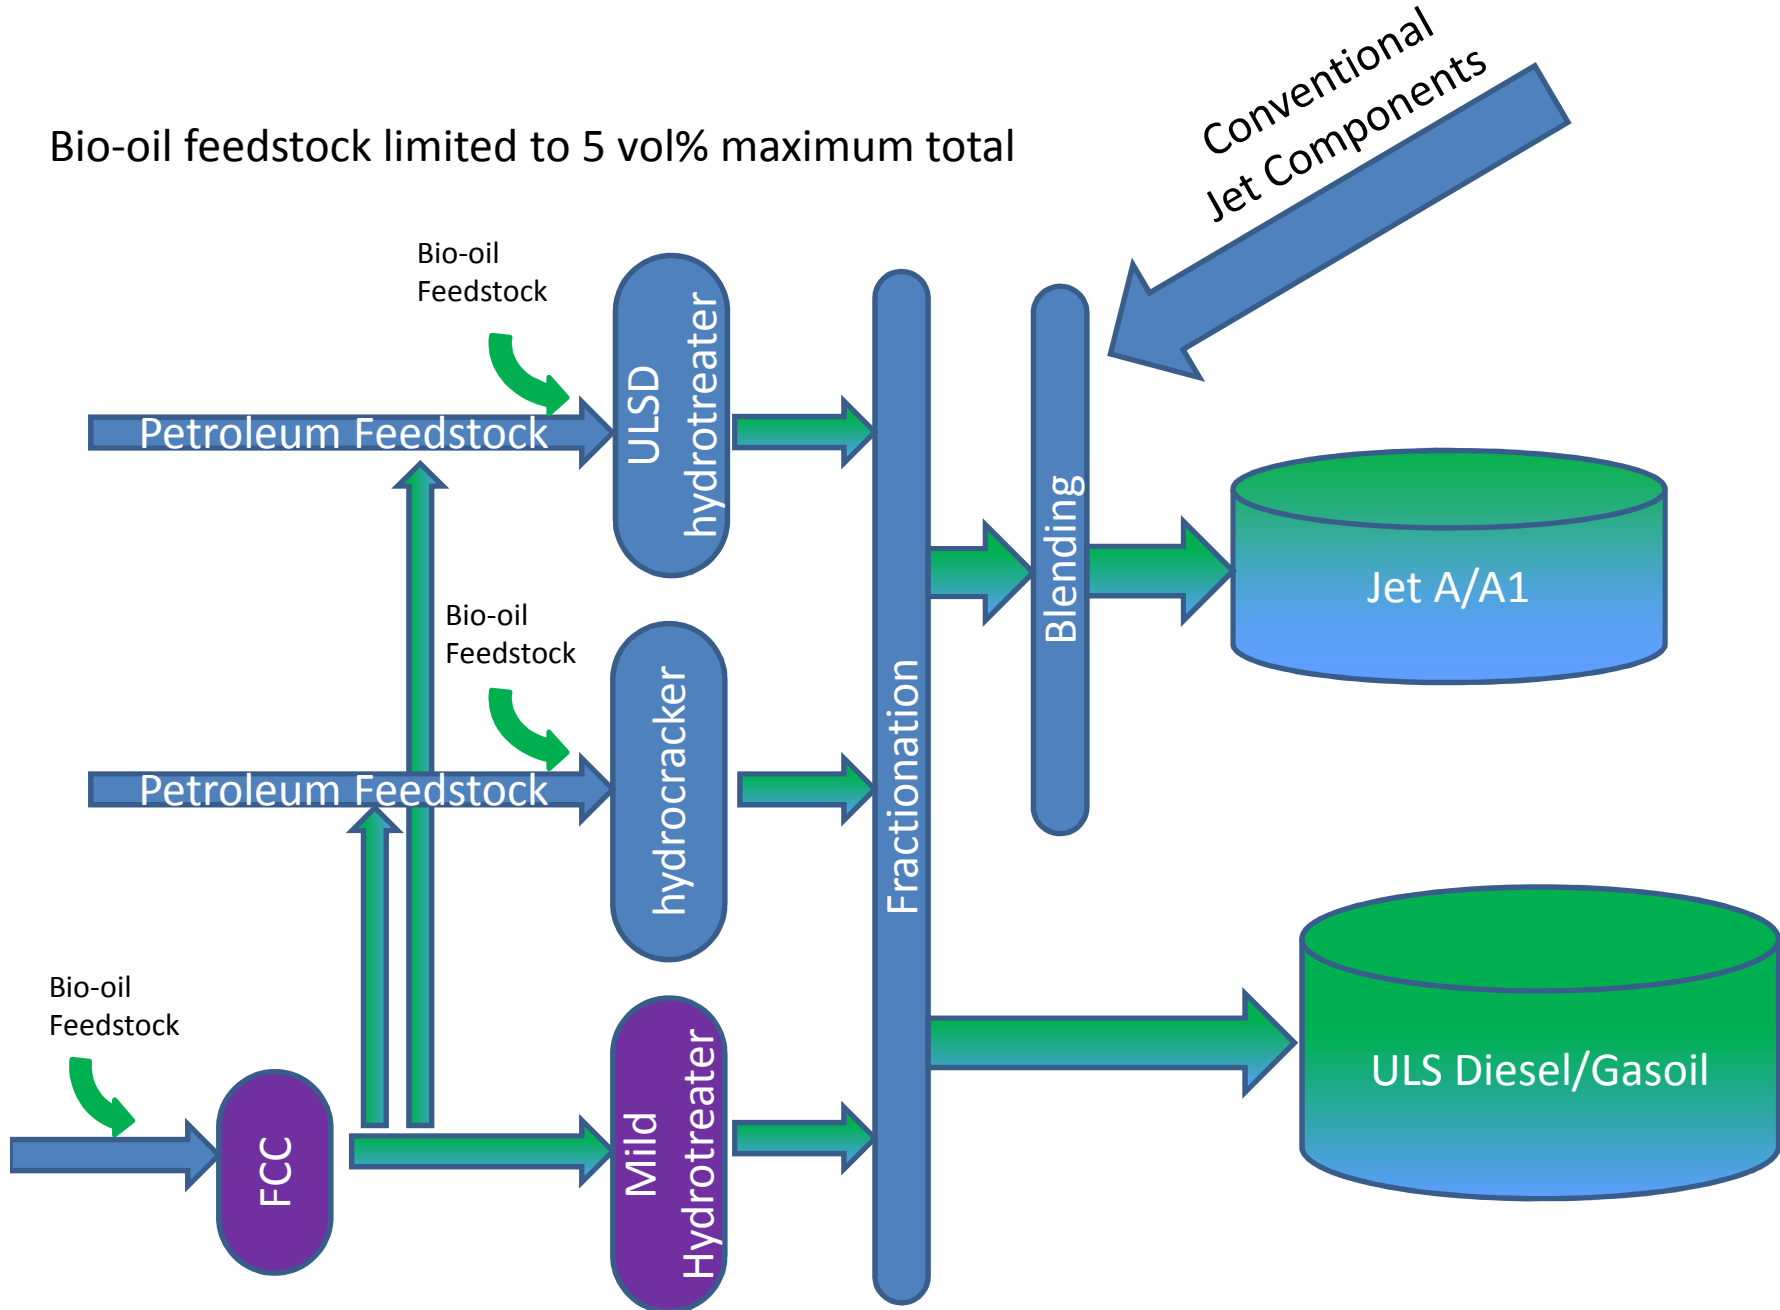 Conventional
Jet Components
Bio-oil feedstock limited to 5 vol% maximum total
Bio-oil
Feedstock
Petroleum Feedstock
ULSD
hydrotreater
Bio-oil
Feedstock
Petroleum Feedstock
hydrocracker
Bio-oil
Feedstock
FCC
Mild
Hydrotreater
Fractionation
Blending
Jet A/A1
ULS Diesel/Gasoil